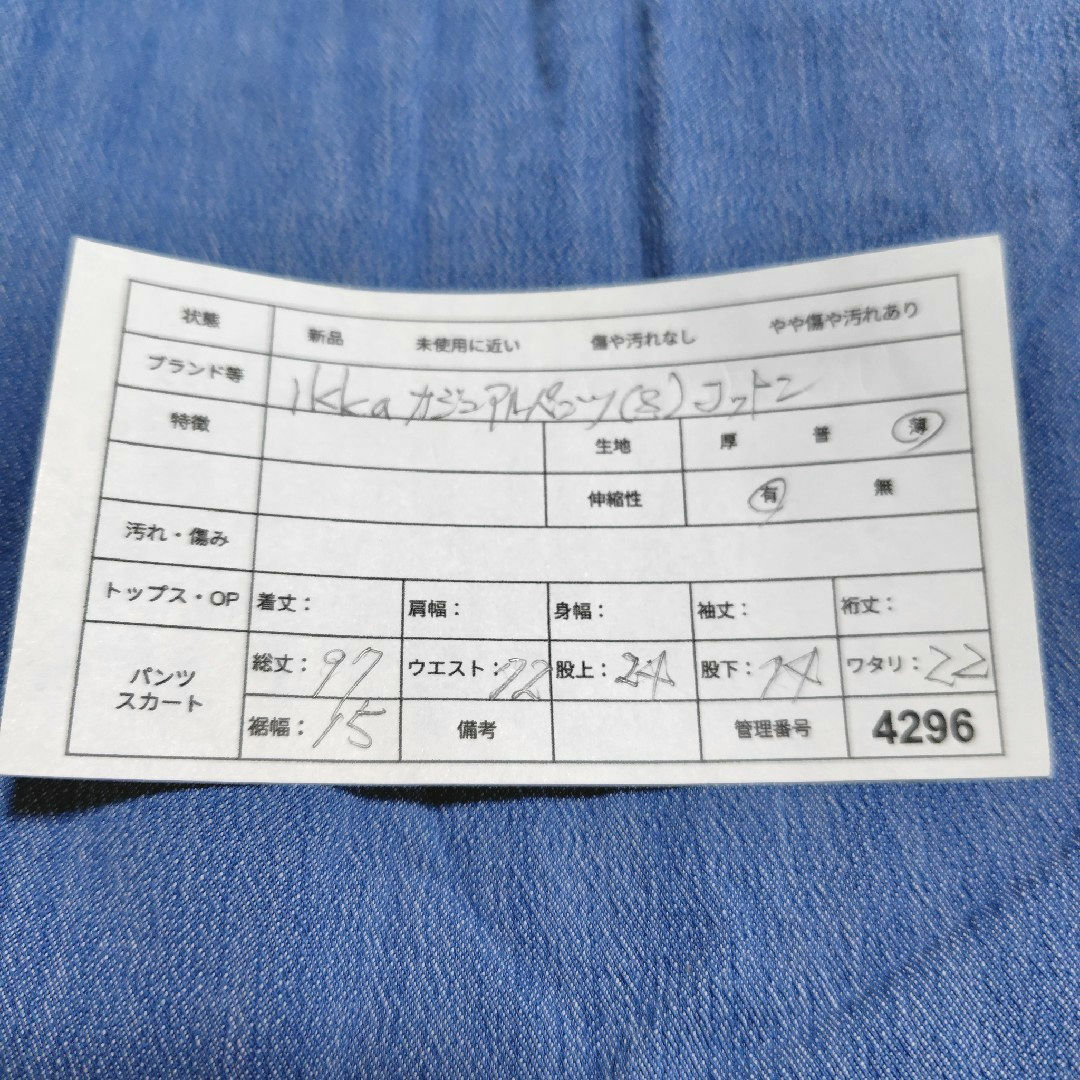 状態 新品 未使用に近い 傷や汚れなし やや傷や汚れあり
ブランド等 ikka カジュアルパンツ( ) コットン
特徴 生地 厚 普 薄
伸縮性 有 無
汚れ・傷み
トップス・OP 着丈: 肩幅: 身幅: 袖丈: 裄丈:
パンツ スカート 総丈:97 ウエスト:72 股上:24 股下:74 ワタリ:22
裾幅:15 備考 管理番号 4296